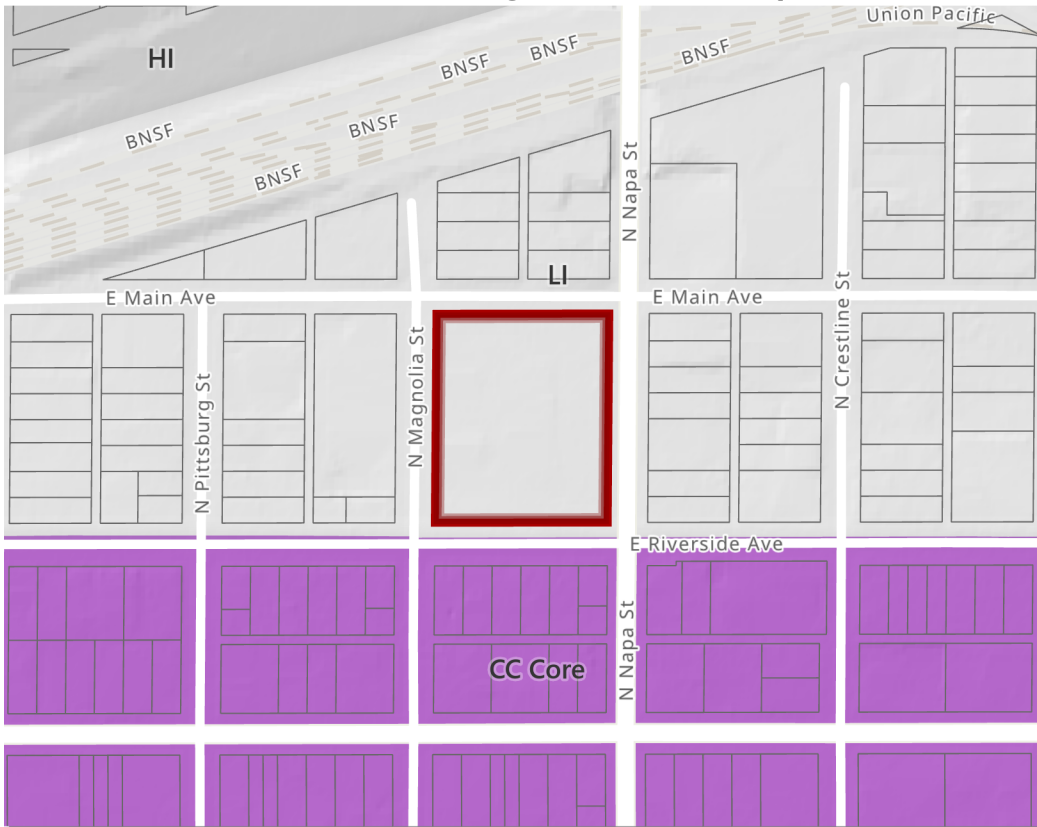 Union Pacific
HI
BNSF
BNSF
BNSF
BNSF
BNSF
BNSF
N Napa St
LI
E Main Ave
E Main Ave
N Crestline St
N Magnolia St
N Pittsburg St
E Riverside Ave
N Napa St
CC Core